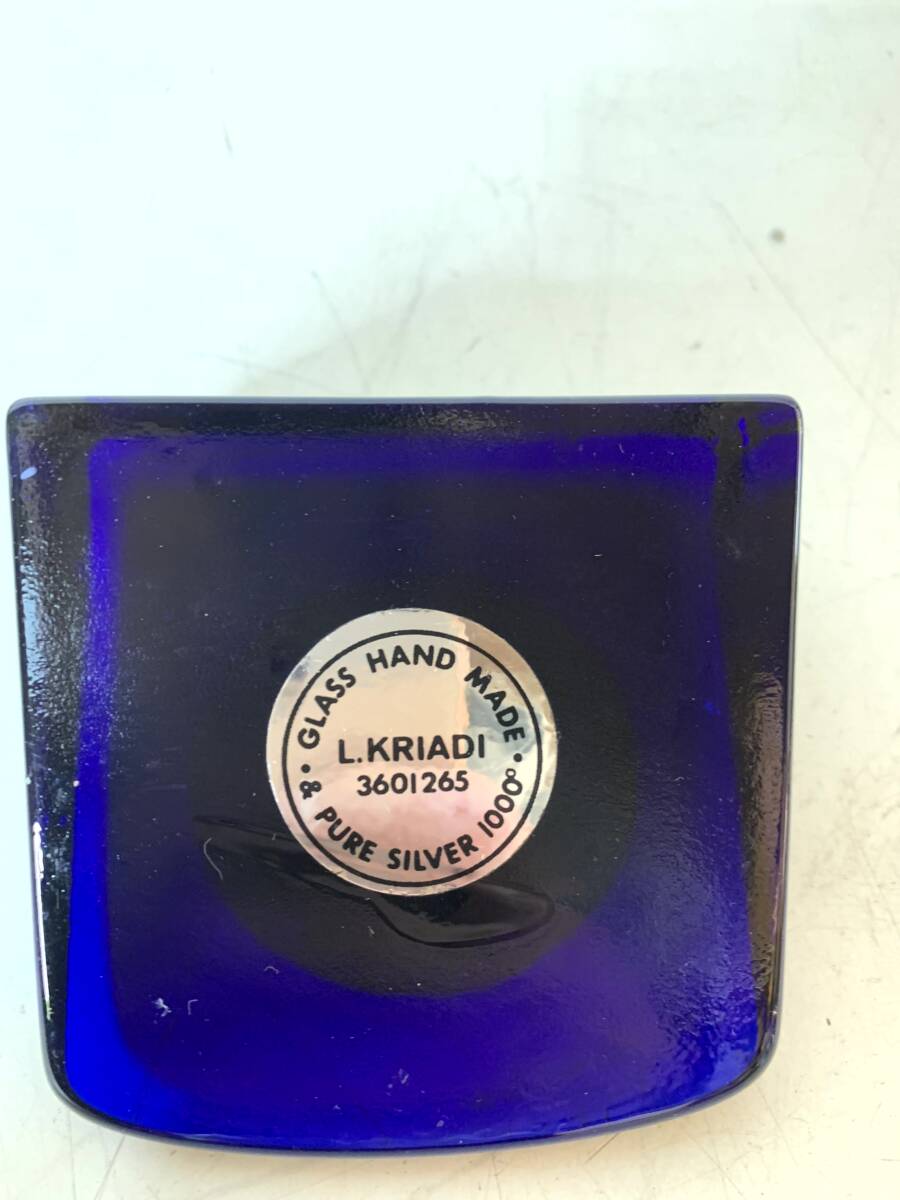 • GLASS HAND MADE •
L.KRIADI
3601265
& PURE SILVER 1000°